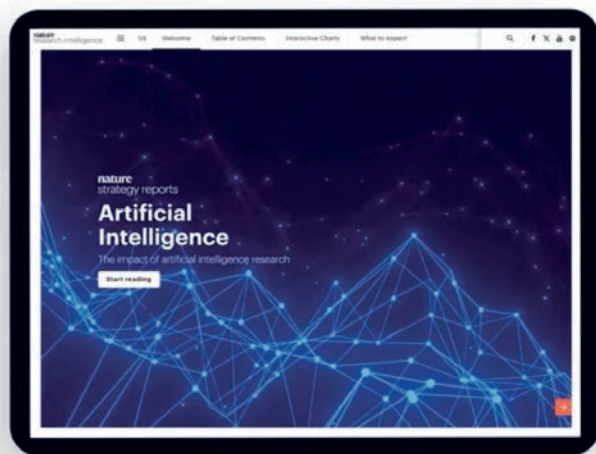 nature
research intelligence
Welcome
Table of Contents
Interactive Charts
What to expect
nature
strategy reports
Artificial
Intelligence
The impact of artificial intelligence research
Start reading